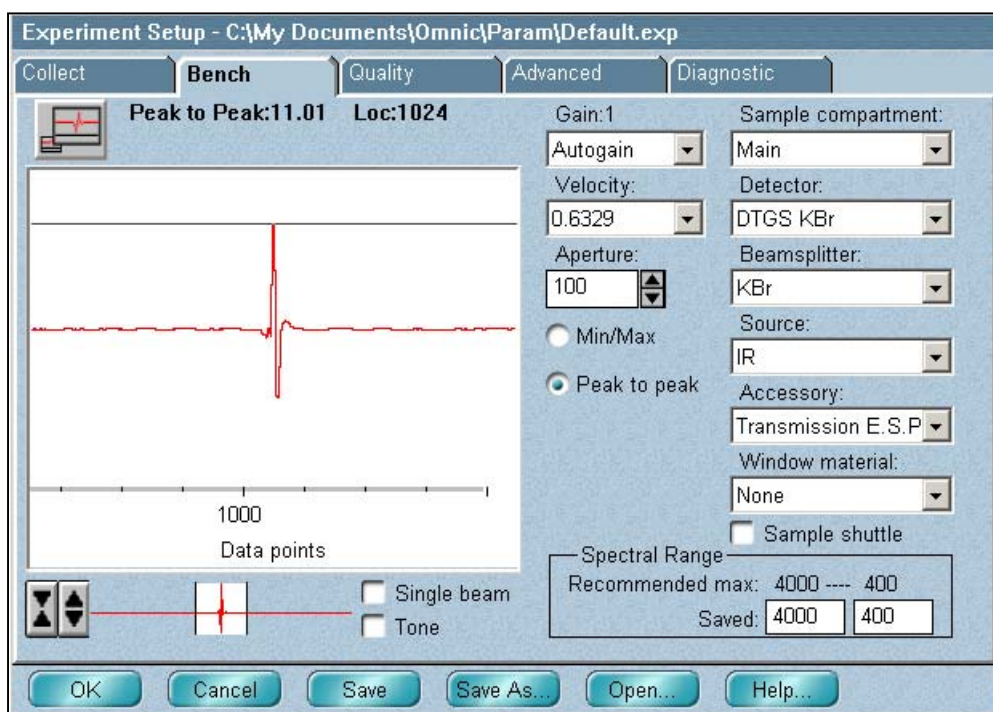 Experiment Setup - C:\My Documents\Omnic\Param\Default.exp
Collect
Bench
Quality
Advanced
Diagnostic
Peak to Peak:11.01 Loc:1024
1000
Data points
Single beam
Tone
Gain:1
Autogain
Velocity:
0.6329
Aperture:
100
Min/Max
Peak to peak
Sample compartment:
Main
Detector:
DTGS KBr
Beamsplitter:
KBr
Source:
IR
Accessory:
Transmission E.S.P
Window material:
None
Sample shuttle
Spectral Range
Recommended max: 4000 ---- 400
Saved: 4000 400
OK
Cancel
Save
Save As...
Open...
Help...